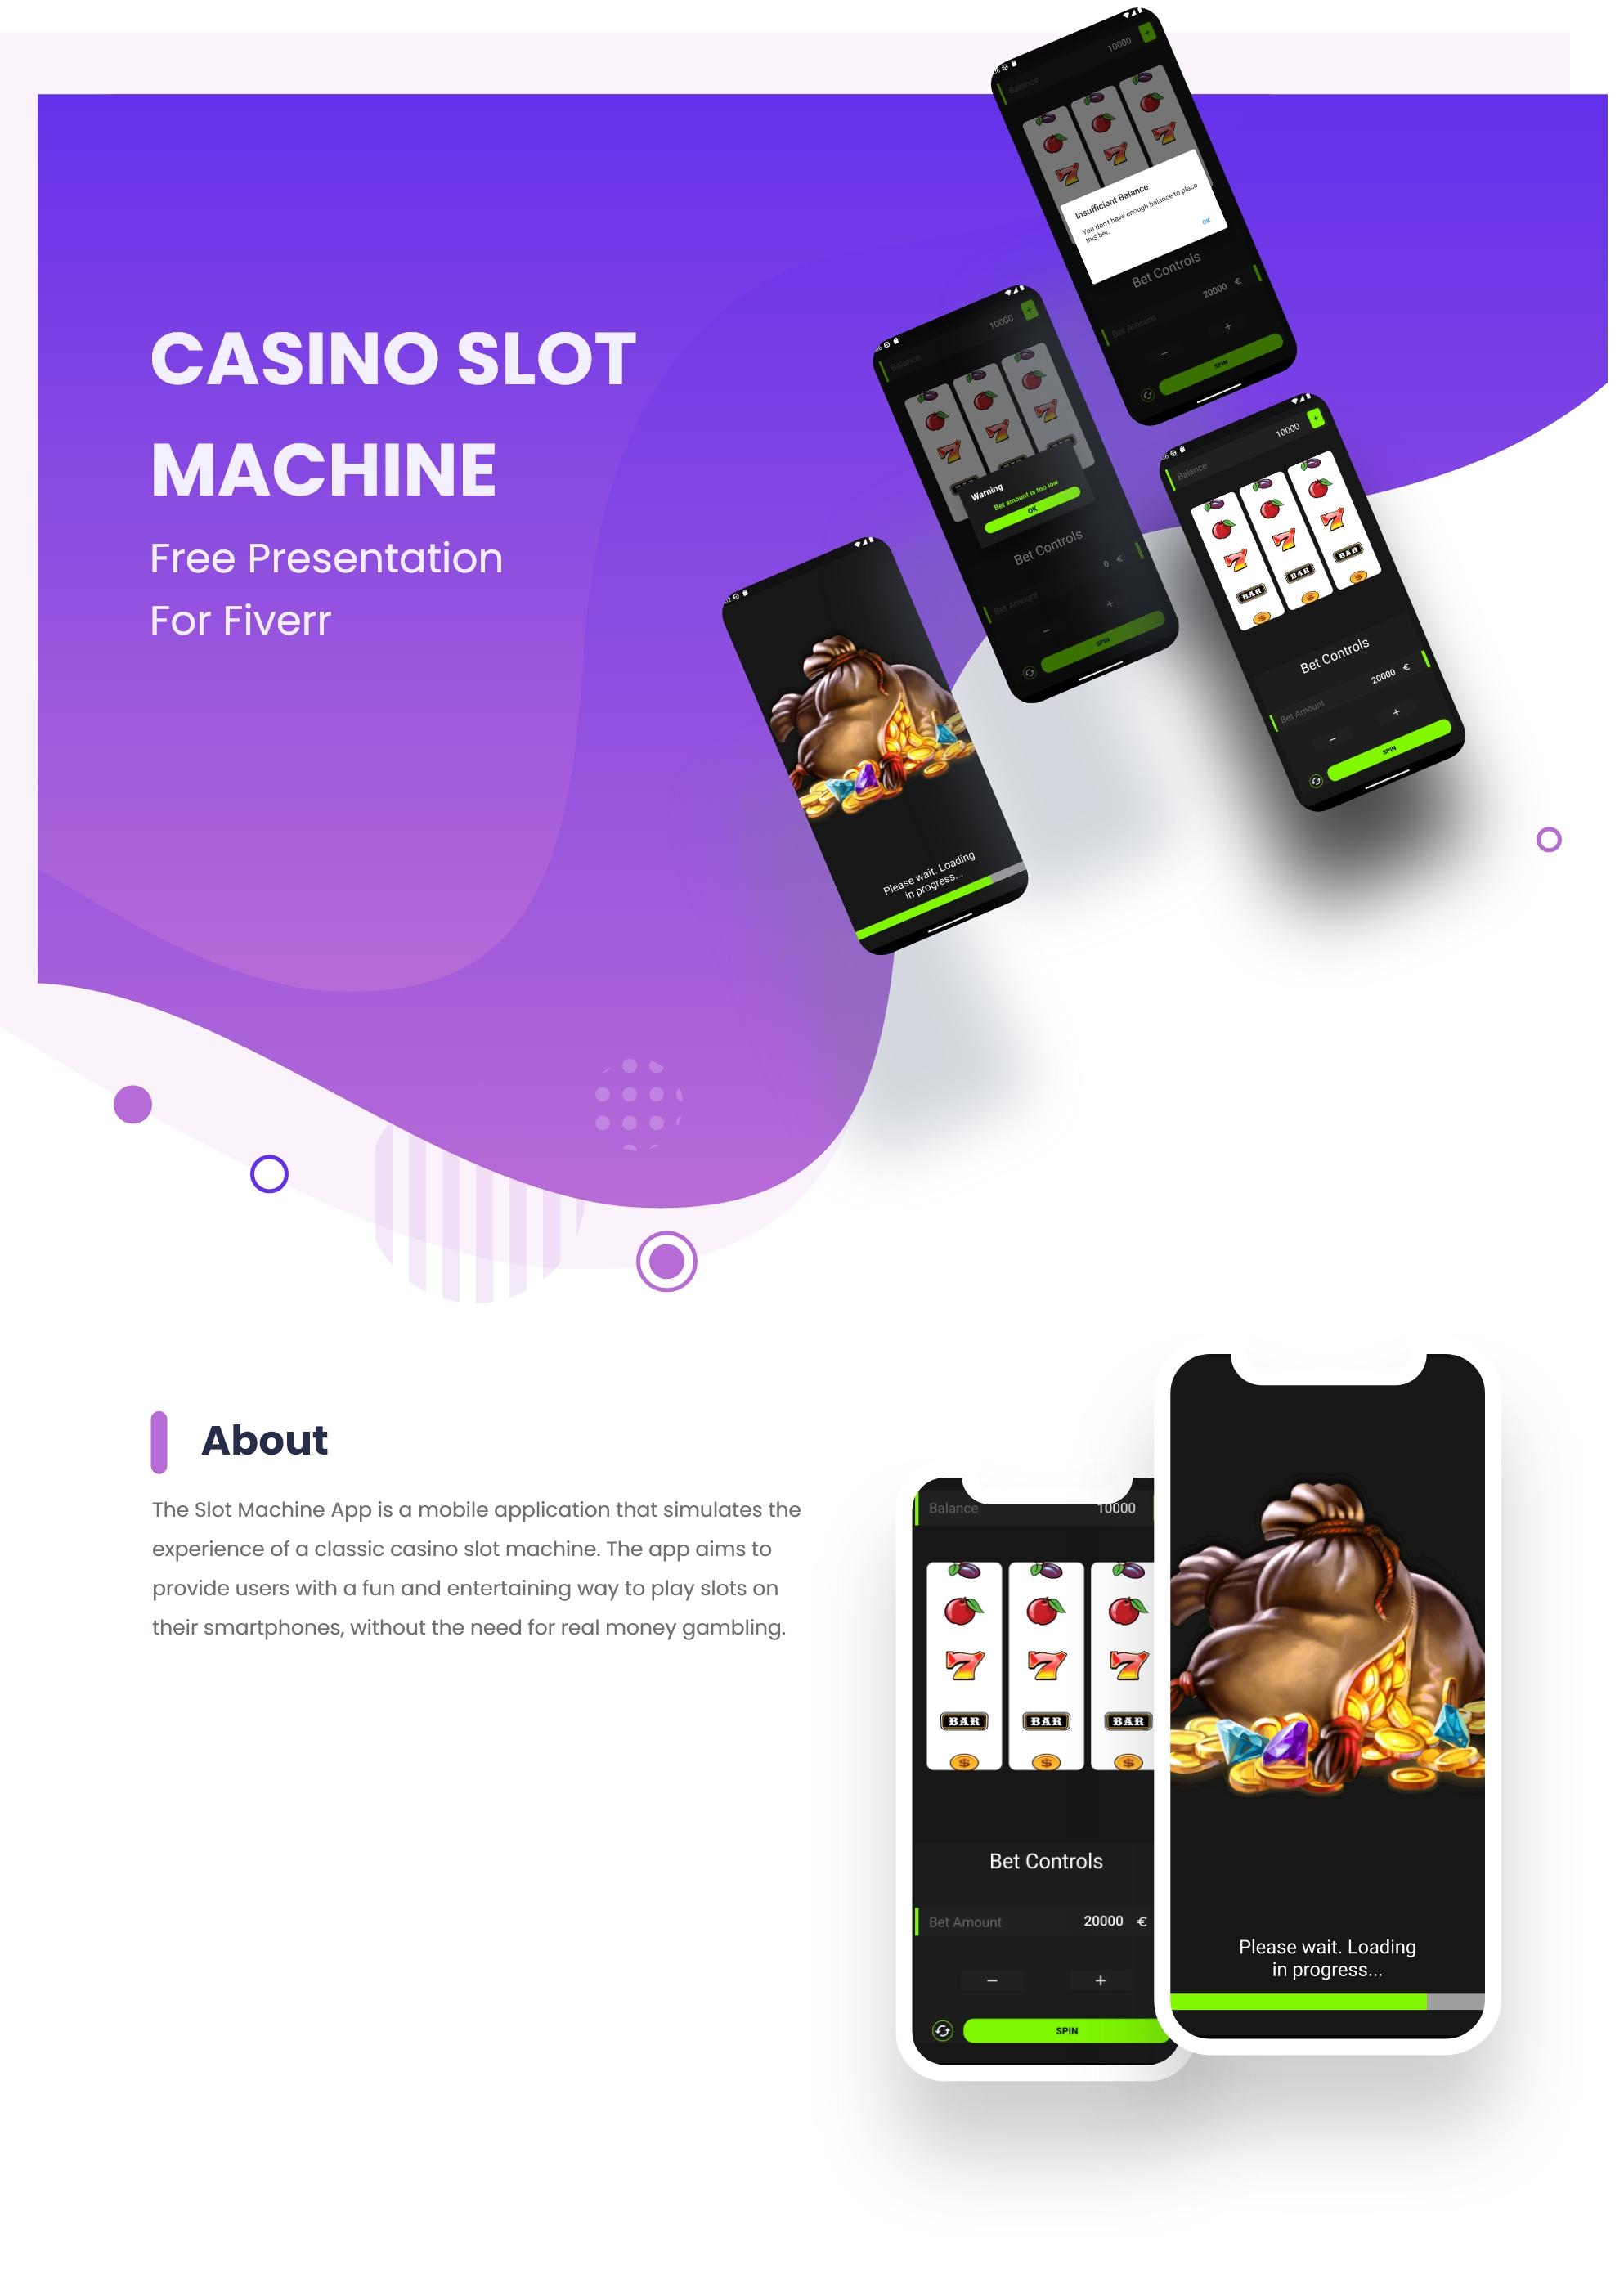 CASINO SLOT
MACHINE
Free Presentation
For Fiverr
Balance
10000
+
Insufficient Balance
You don't have enough balance to place
this bet.
OK
Bet Controls
Bet Amount
20000 €
−
+
SPIN
Balance
10000
+
Warning
Bet amount is too low
OK
Bet Controls
Bet Amount
0 €
−
+
SPIN
Balance
10000
+
BAR
BAR
BAR
$
$
$
Bet Controls
Bet Amount
20000 €
−
+
SPIN
Please wait. Loading
in progress...
About
The Slot Machine App is a mobile application that simulates the
experience of a classic casino slot machine. The app aims to
provide users with a fun and entertaining way to play slots on
their smartphones, without the need for real money gambling.
Balance 10000
7 7 7
BAR BAR BAR
$ $ $
Bet Controls
Bet Amount 20000 €
− +
SPIN
Please wait. Loading
in progress...